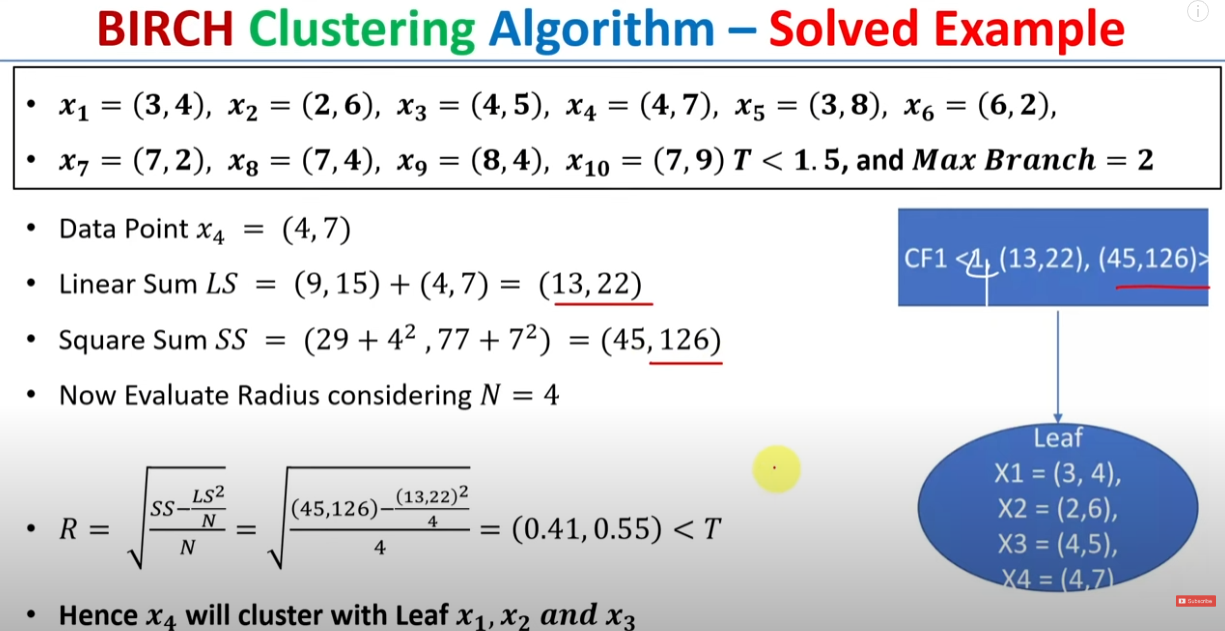 BIRCH Clustering Algorithm – Solved Example
• x₁ = (3, 4), x₂ = (2, 6), x₃ = (4, 5), x₄ = (4, 7), x₅ = (3, 8), x₆ = (6, 2),
• x₇ = (7, 2), x₈ = (7, 4), x₉ = (8, 4), x₁₀ = (7, 9) T < 1.5, and Max Branch = 2
• Data Point x₄ = (4, 7)
• Linear Sum LS = (9, 15) + (4, 7) = (13, 22)
• Square Sum SS = (29 + 4², 77 + 7²) = (45, 126)
• Now Evaluate Radius considering N = 4
• R = √((SS−LS²/N)/N) = √(((45,126)−(13,22)²/4)/4) = (0.41, 0.55) < T
• Hence x₄ will cluster with Leaf x₁, x₂ and x₃
CF1 <4, (13,22), (45,126)>
Leaf
X1 = (3, 4),
X2 = (2,6),
X3 = (4,5),
X4 = (4,7)
Subscribe